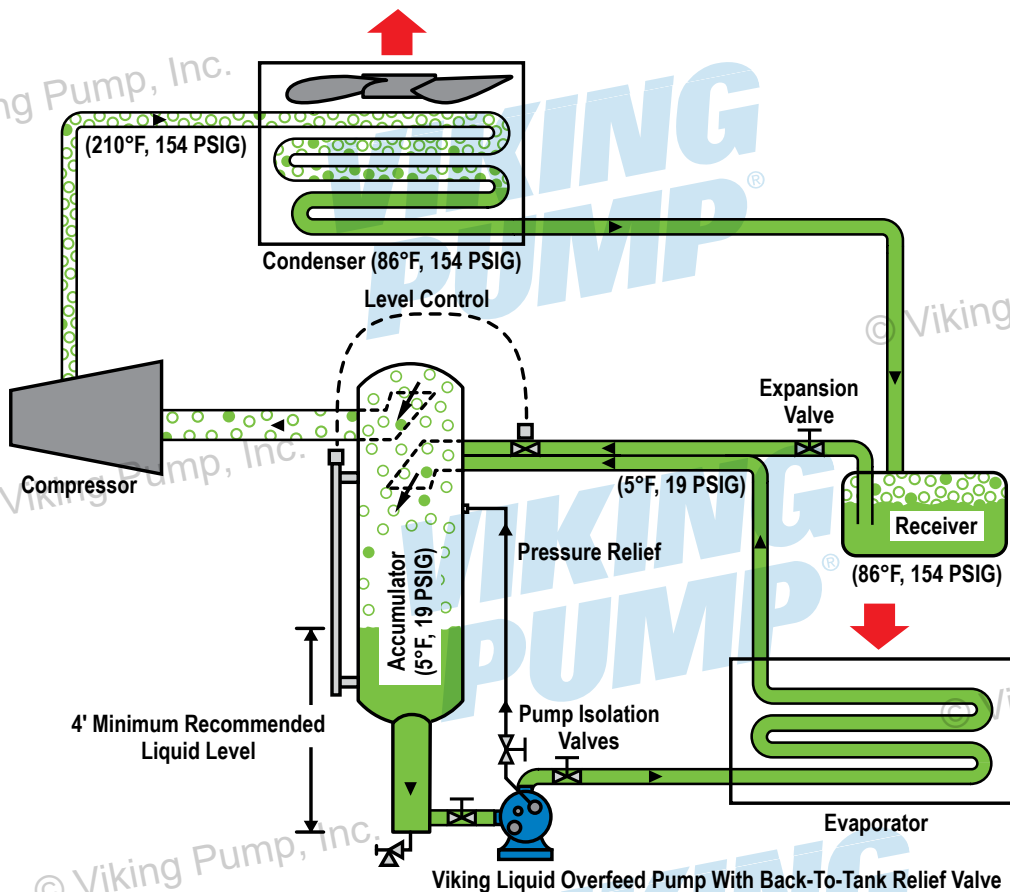 ing Pump, Inc.
(210°F, 154 PSIG)
VIKING
PUMP®
Condenser (86°F, 154 PSIG)
Level Control
© Viking
Expansion
Valve
Compressor
Viking Pump, Inc.
(5°F, 19 PSIG)
Receiver
(86°F, 154 PSIG)
Pressure Relief
VIKING
PUMP®
Accumulator
(5°F, 19 PSIG)
4' Minimum Recommended
Liquid Level
Pump Isolation
Valves
© Vi
Evaporator
© Viking Pump, Inc.
VIKING
Viking Liquid Overfeed Pump With Back-To-Tank Relief Valve